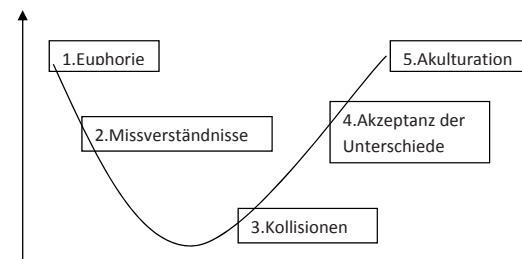 1.Euphorie
2.Missverständnisse
3.Kollisionen
4.Akzeptanz der
Unterschiede
5.Akulturation